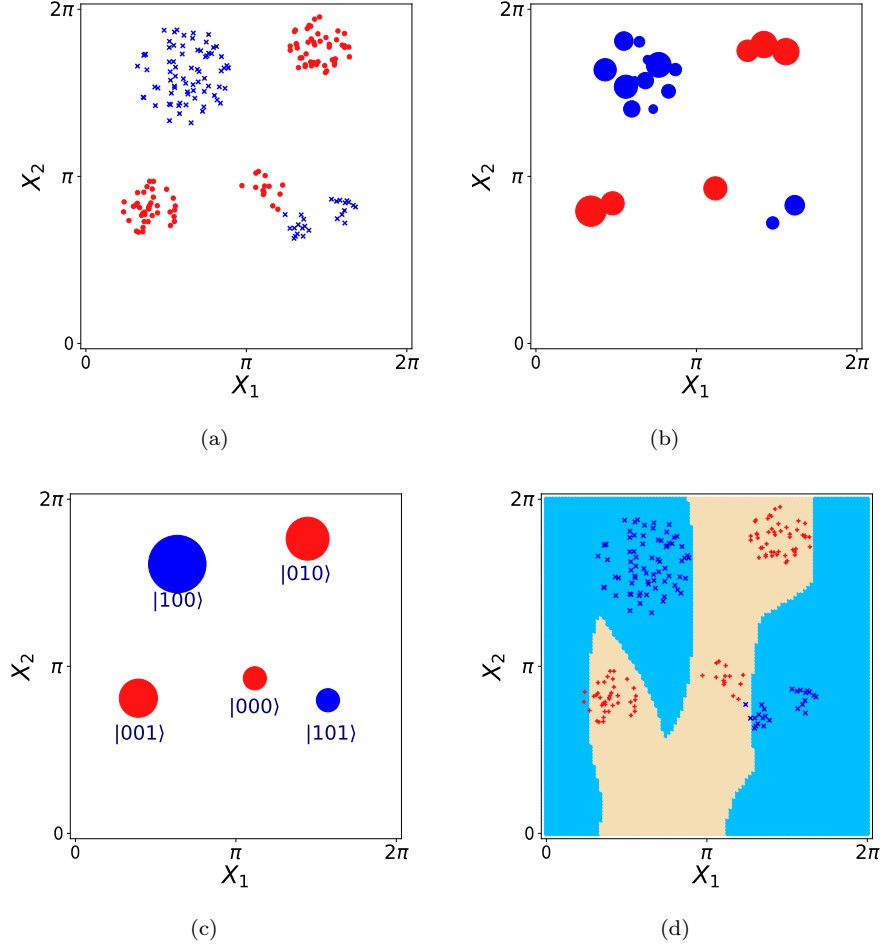 2π
X₂
π
0
0
π
2π
X₁
(a)
2π
X₂
π
0
0
π
2π
X₁
(b)
2π
|100⟩
|010⟩
X₂
π
|001⟩
|000⟩
|101⟩
0
0
π
2π
X₁
(c)
2π
X₂
π
0
0
π
2π
X₁
(d)